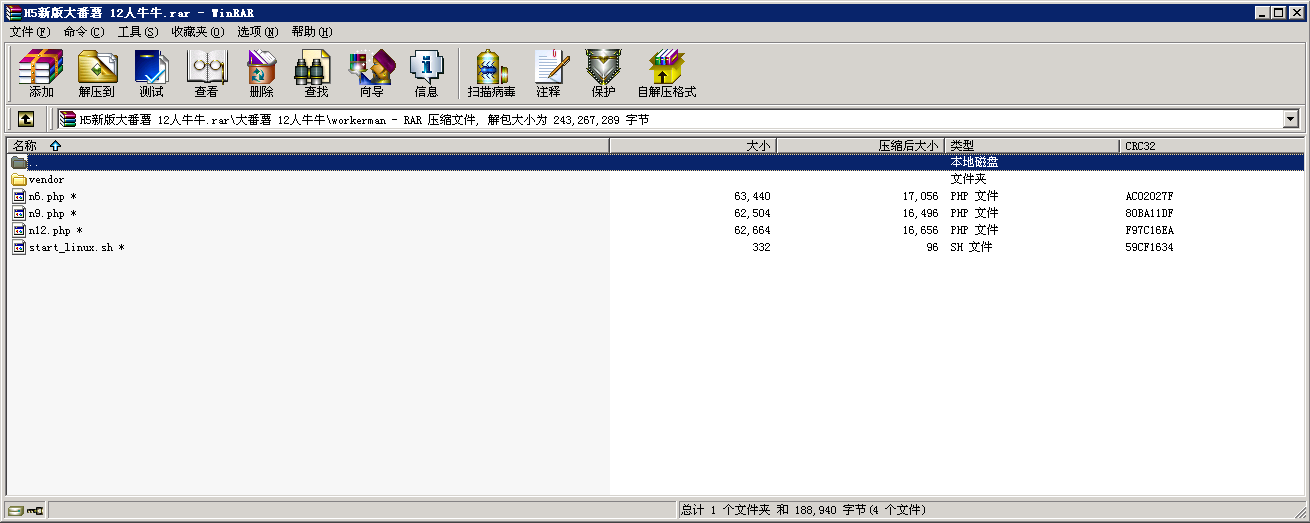 H5新版大番薯 12人牛牛.rar - WinRAR
文件(F) 命令(C) 工具(S) 收藏夹(O) 选项(N) 帮助(H)
添加 解压到 测试 查看 删除 查找 向导 信息 扫描病毒 注释 保护 自解压格式
H5新版大番薯 12人牛牛.rar\大番薯 12人牛牛\workerman - RAR 压缩文件, 解包大小为 243,267,289 字节
名称 大小 压缩后大小 类型 CRC32
.. 本地磁盘
vendor 文件夹
n6.php * 63,440 17,056 PHP 文件 AC02027F
n9.php * 62,504 16,496 PHP 文件 80BA11DF
n12.php * 62,664 16,656 PHP 文件 F97C16EA
start_linux.sh * 332 96 SH 文件 59CF1634
总计 1 个文件夹 和 188,940 字节(4 个文件)